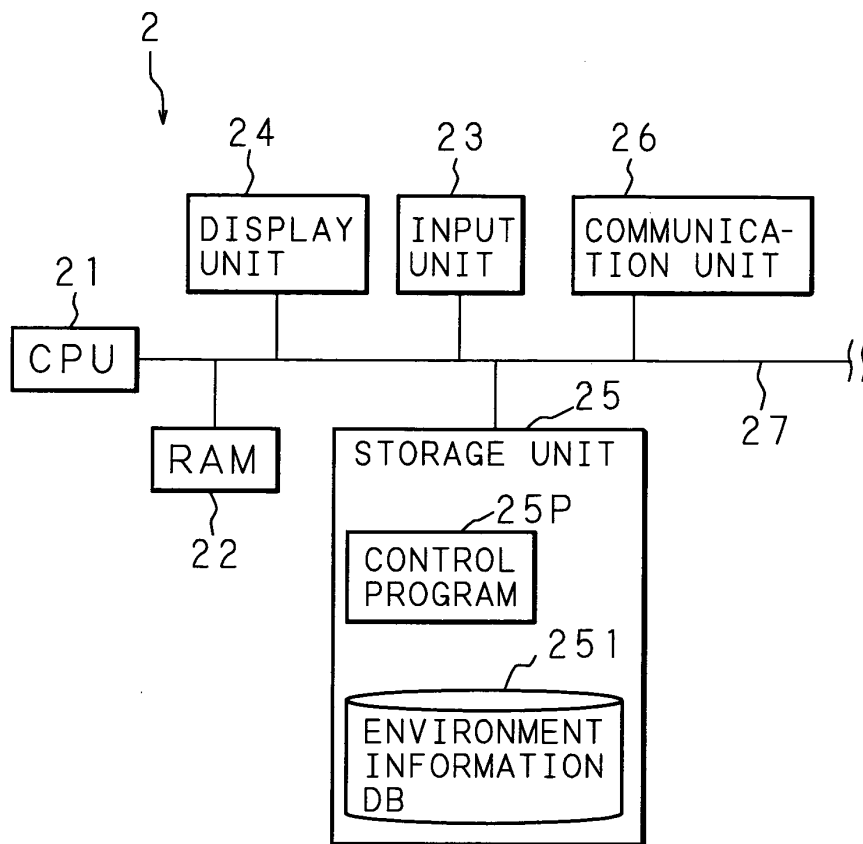 2
24
23
26
DISPLAY
UNIT
INPUT
UNIT
COMMUNICA-
TION UNIT
21
CPU
27
RAM
22
25
STORAGE UNIT
25P
CONTROL
PROGRAM
251
ENVIRONMENT
INFORMATION
DB